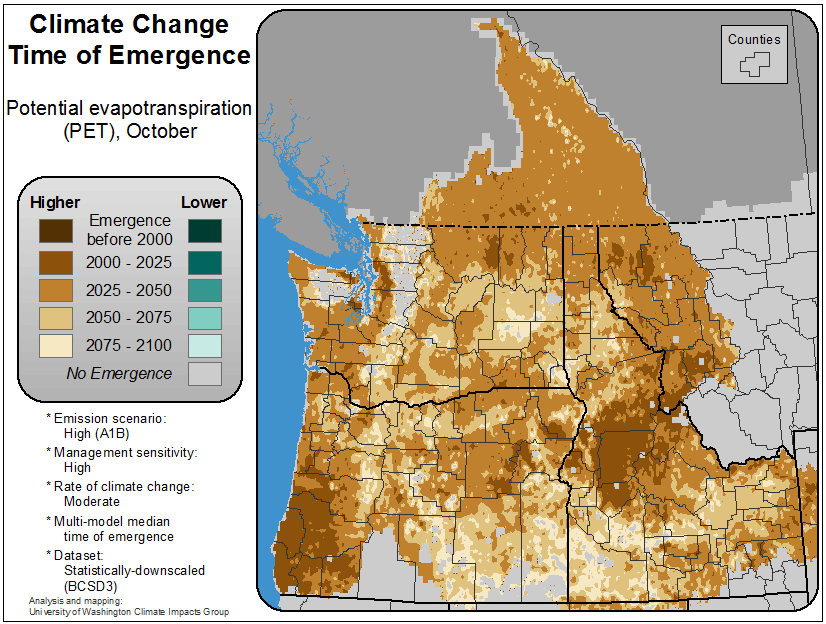 Climate Change
Time of Emergence
Potential evapotranspiration
(PET), October
Higher
Lower
Emergence
before 2000
2000 - 2025
2025 - 2050
2050 - 2075
2075 - 2100
No Emergence
* Emission scenario:
High (A1B)
* Management sensitivity:
High
* Rate of climate change:
Moderate
* Multi-model median
time of emergence
* Dataset:
Statistically-downscaled
(BCSD3)
Analysis and mapping:
University of Washington Climate Impacts Group
Counties